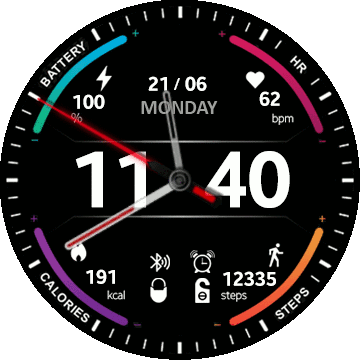 BATTERY
HR
100
%
21 / 06
MONDAY
62
bpm
11 40
191
kcal
12335
steps
CALORIES
STEPS